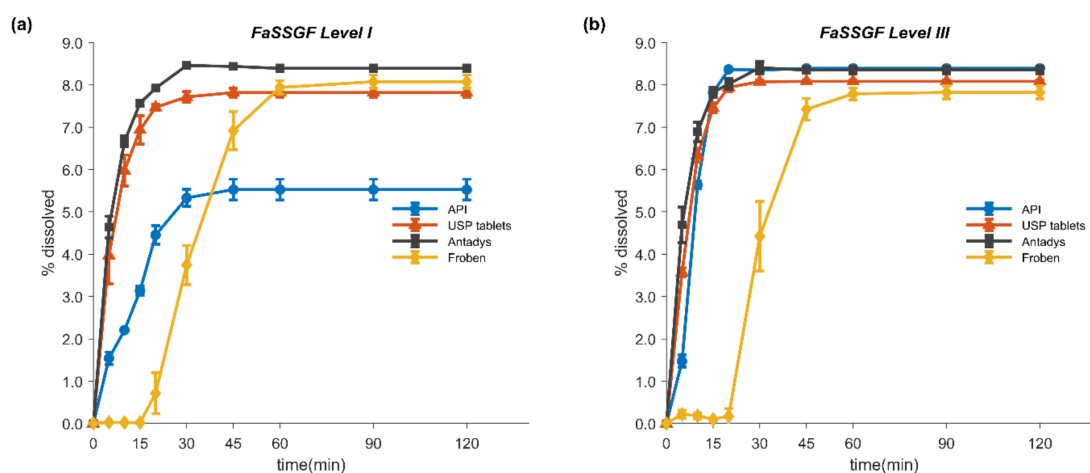 (a)
FaSSGF Level I
9.0
8.0
7.0
6.0
5.0
4.0
3.0
2.0
1.0
0.0
% dissolved
API
USP tablets
Antadys
Froben
0 15 30 45 60 90 120
time(min)
(b)
FaSSGF Level III
9.0
8.0
7.0
6.0
5.0
4.0
3.0
2.0
1.0
0.0
% dissolved
API
USP tablets
Antadys
Froben
0 15 30 45 60 90 120
time(min)